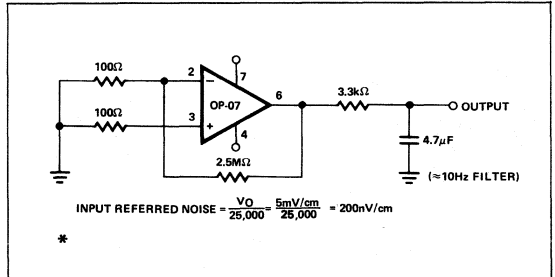 100Ω
2
7
3.3kΩ
6
OP-07
OUTPUT
100Ω
3
4
4.7μF
2.5MΩ
(≈10Hz FILTER)
INPUT REFERRED NOISE = VO/25,000 = 5mV/cm/25,000 = 200nV/cm
*